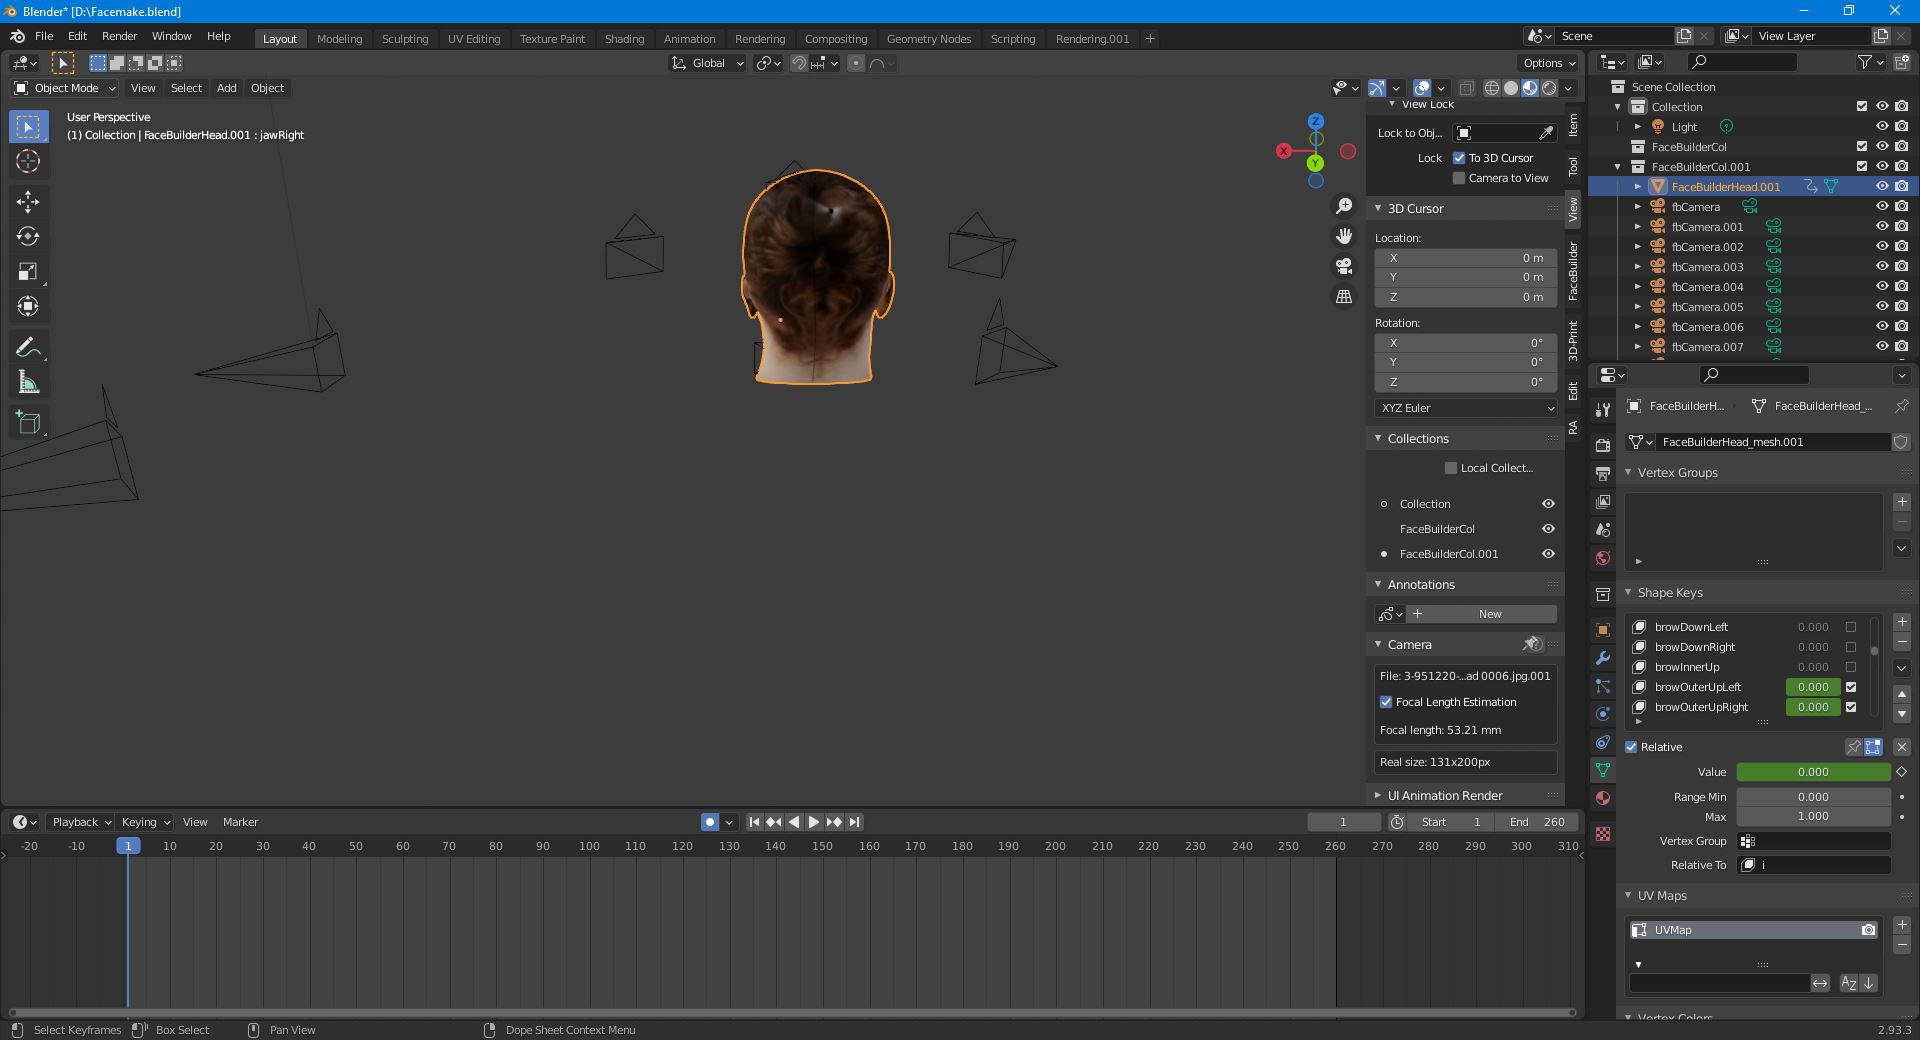 Blender* [D:\Facemake.blend]
File Edit Render Window Help Layout Modeling Sculpting UV Editing Texture Paint Shading Animation Rendering Compositing Geometry Nodes Scripting Rendering.001 + Scene View Layer
Global Options
Object Mode View Select Add Object
User Perspective
(1) Collection | FaceBuilderHead.001 : jawRight
Z
X
Y
View Lock
Lock to Obj...
Lock To 3D Cursor
Camera to View
3D Cursor
Location:
X 0 m
Y 0 m
Z 0 m
Rotation:
X 0°
Y 0°
Z 0°
XYZ Euler
Collections
Local Collect...
Collection
FaceBuilderCol
FaceBuilderCol.001
Annotations
+ New
Camera
File: 3-951220-...ad 0006.jpg.001
Focal Length Estimation
Focal length: 53.21 mm
Real size: 131x200px
UI Animation Render
Item
Tool
View
FaceBuilder
3D-Print
Edit
RA
Scene Collection
Collection
Light
FaceBuilderCol
FaceBuilderCol.001
FaceBuilderHead.001
fbCamera
fbCamera.001
fbCamera.002
fbCamera.003
fbCamera.004
fbCamera.005
fbCamera.006
fbCamera.007
FaceBuilderH... FaceBuilderHead_...
FaceBuilderHead_mesh.001
Vertex Groups
Shape Keys
browDownLeft 0.000
browDownRight 0.000
browInnerUp 0.000
browOuterUpLeft 0.000
browOuterUpRight 0.000
Relative
Value 0.000
Range Min 0.000
Max 1.000
Vertex Group
Relative To i
UV Maps
UVMap
AZ
Vertex Colors
Playback Keying View Marker 1 Start 1 End 260
-20 -10 1 10 20 30 40 50 60 70 80 90 100 110 120 130 140 150 160 170 180 190 200 210 220 230 240 250 260 270 280 290 300 310
Select Keyframes Box Select Pan View Dope Sheet Context Menu 2.93.3